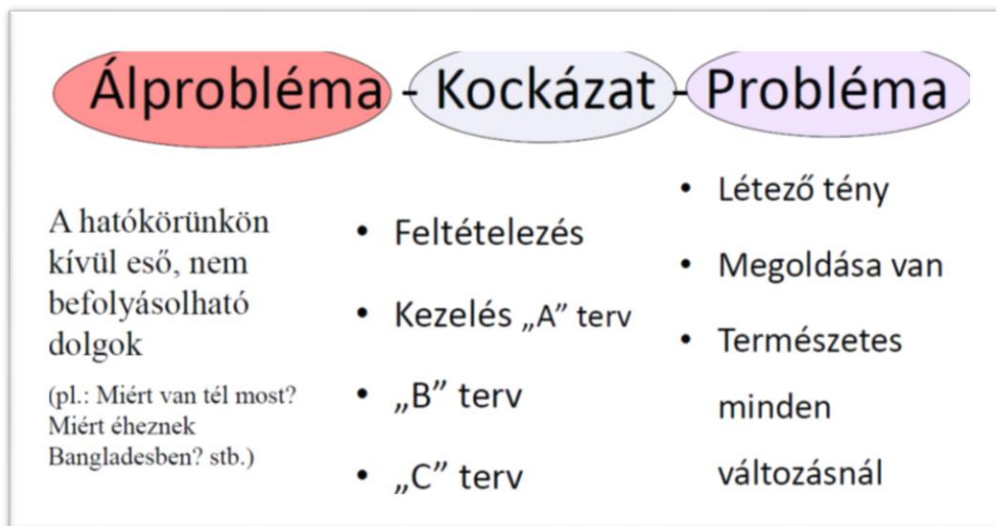 Álprobléma - Kockázat - Probléma
A hatókörünkön
kívül eső, nem
befolyásolható
dolgok
(pl.: Miért van tél most?
Miért éheznek
Bangladesben? stb.)
• Feltételezés
• Kezelés „A” terv
• „B” terv
• „C” terv
• Létező tény
• Megoldása van
• Természetes
minden
változásnál